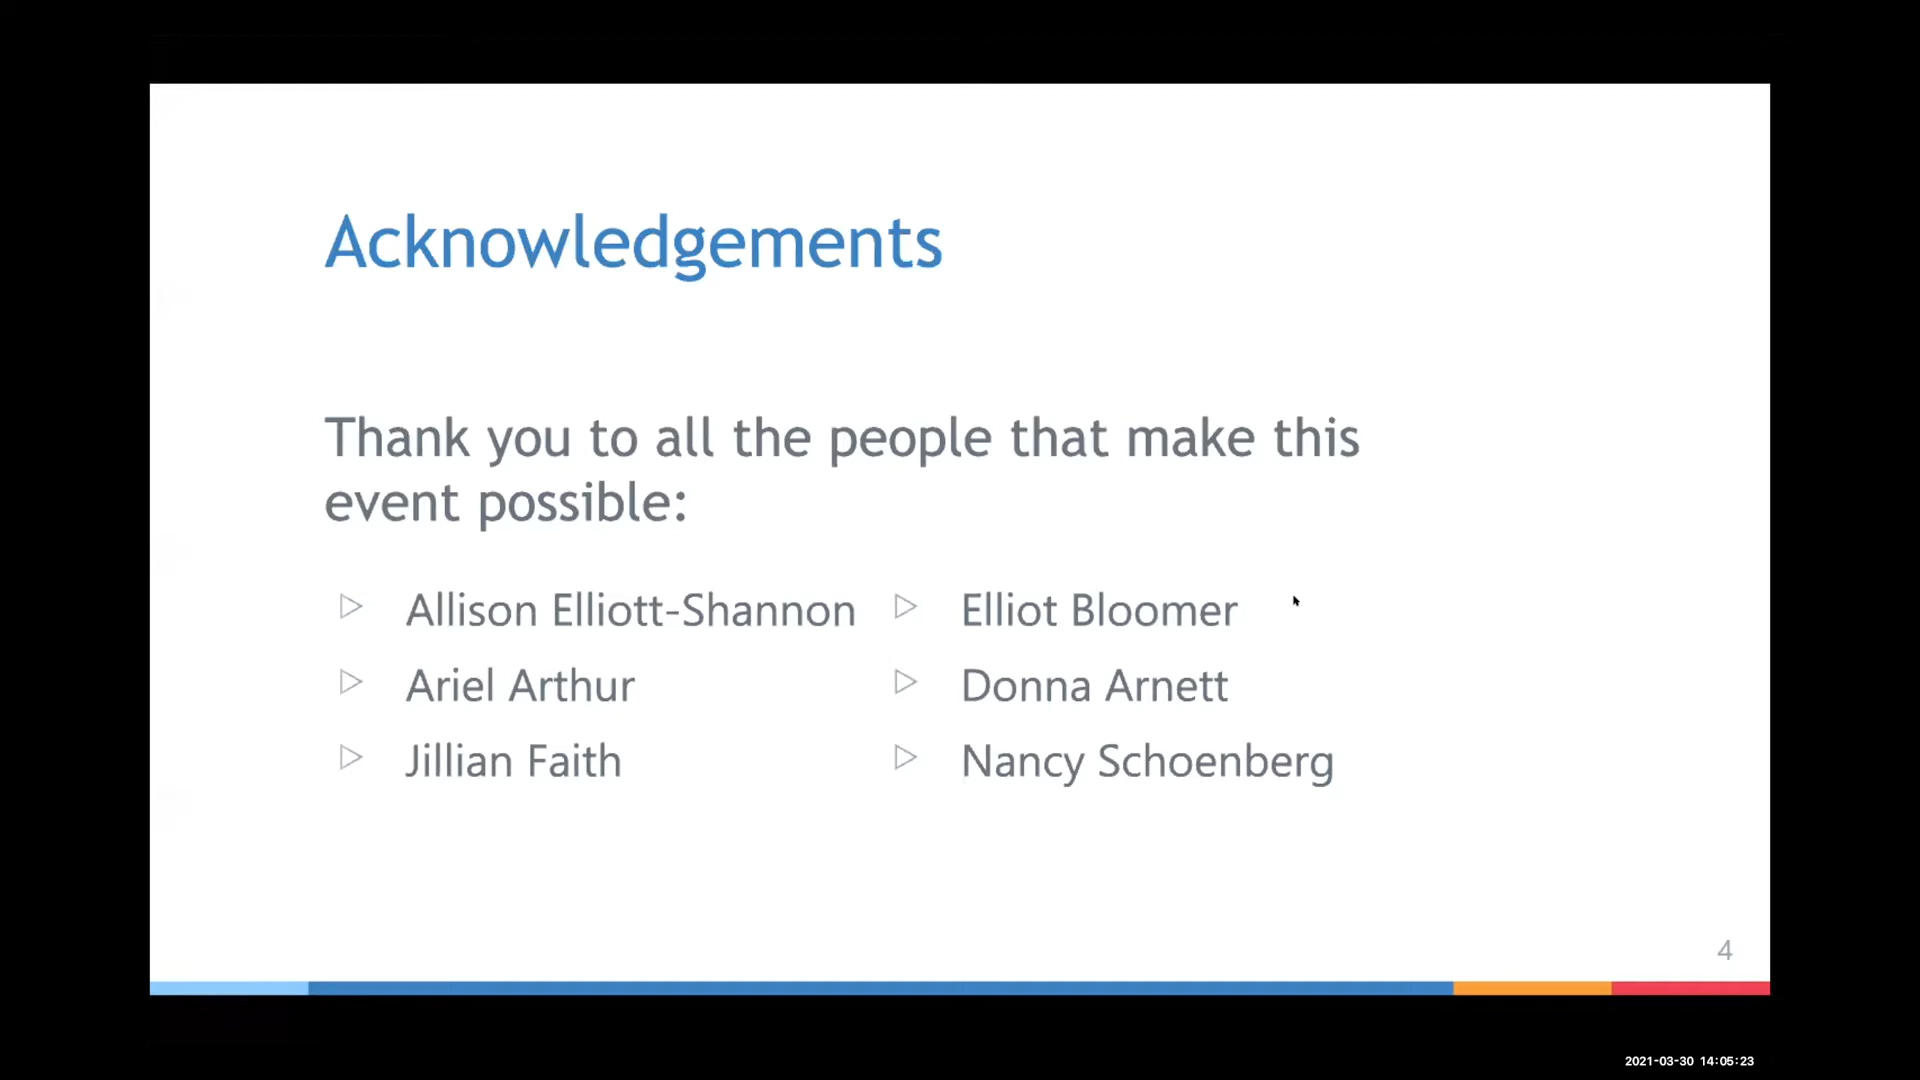 Acknowledgements
Thank you to all the people that make this
event possible:
Allison Elliott-Shannon
Ariel Arthur
Jillian Faith
Elliot Bloomer
Donna Arnett
Nancy Schoenberg
4
2021-03-30 14:05:23